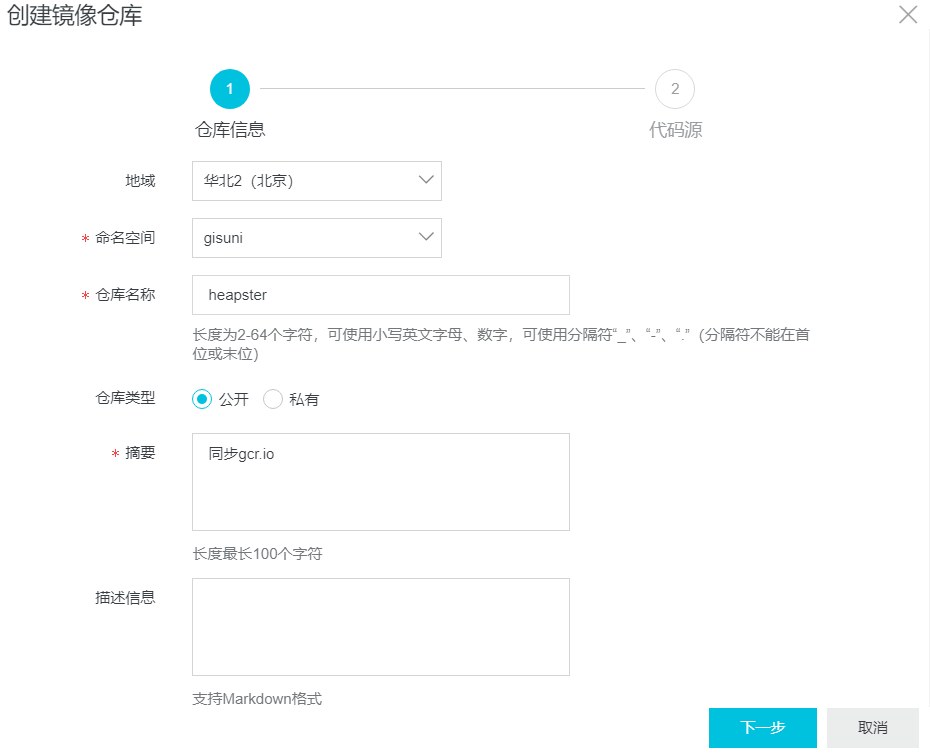 创建镜像仓库
1
2
仓库信息
代码源
地域
华北2（北京）
* 命名空间
gisuni
* 仓库名称
heapster
长度为2-64个字符，可使用小写英文字母、数字，可使用分隔符“_”、“-”、“.”（分隔符不能在首
位或末位）
仓库类型
公开
私有
* 摘要
同步gcr.io
长度最长100个字符
描述信息
支持Markdown格式
下一步
取消